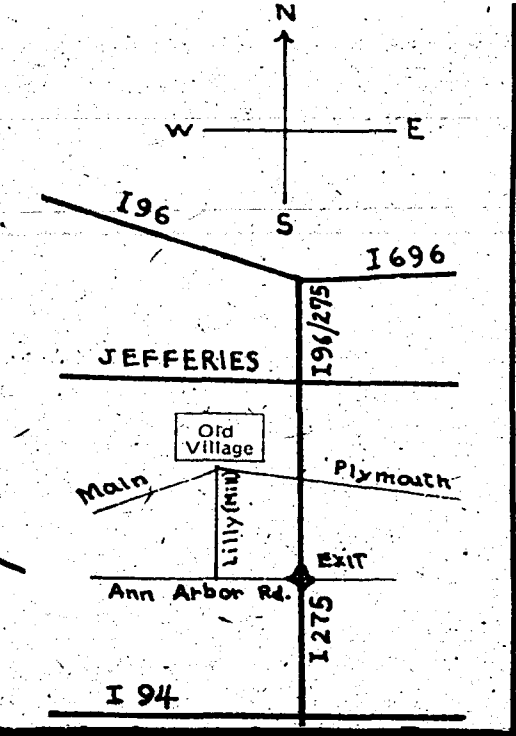 N
W E
S
I96
I696
I96/275
JEFFERIES
Old
Village
Main
Plymouth
Lilly (Mill)
EXIT
Ann Arbor Rd.
I275
I 94